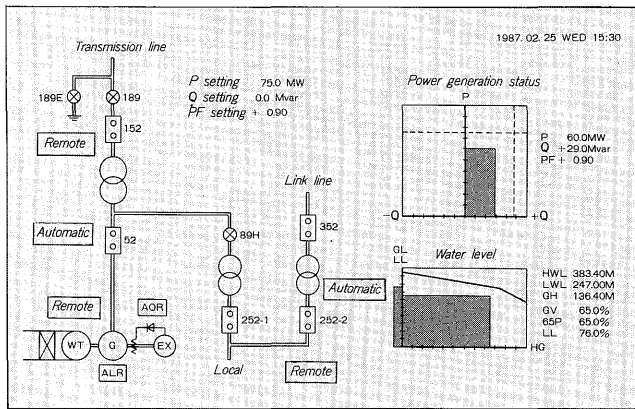 1987. 02. 25 WED 15:30
Transmission line
P setting 75.0 MW
Q setting 0.0 Mvar
PF setting + 0.90
189E
189
152
Remote
Power generation status
P
P 60.0MW
Q +29.0Mvar
PF + 0.90
-Q
+Q
Link line
352
Automatic
52
89H
Automatic
252-1
252-2
Local
Remote
Remote
AQR
WT
G
EX
ALR
Water level
GL
LL
HWL 383.40M
LWL 247.00M
GH 136.40M
GV 65.0%
65P 65.0%
LL 76.0%
HG